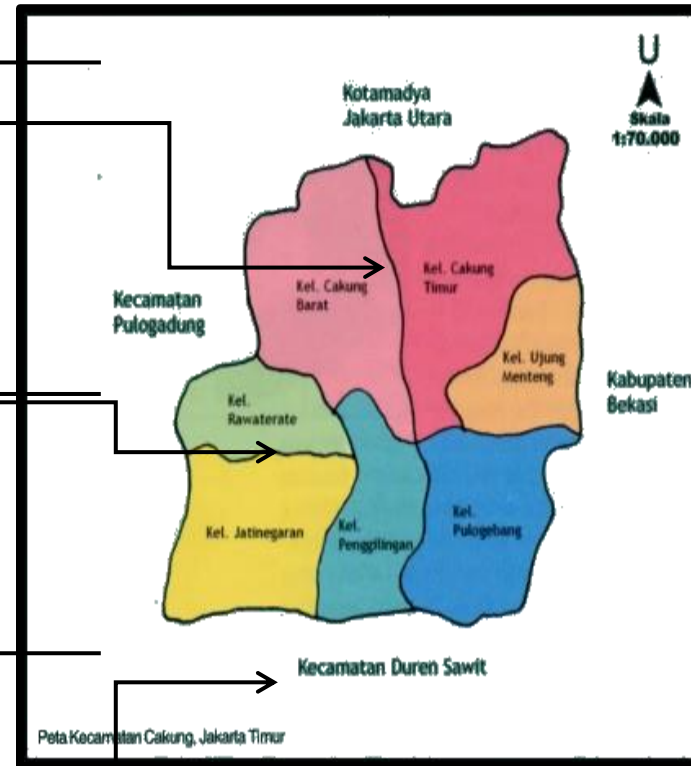 U
Skala
1:70.000
Kotamadya
Jakarta Utara
Kel. Cakung
Timur
Kel. Cakung
Barat
Kecamatan
Pulogadung
Kel. Ujung
Menteng
Kabupaten
Bekasi
Kel.
Rawaterate
Kel. Jatinegaran
Kel.
Penggilingan
Kel.
Pulogebang
Kecamatan Duren Sawit
Peta Kecamatan Cakung, Jakarta Timur